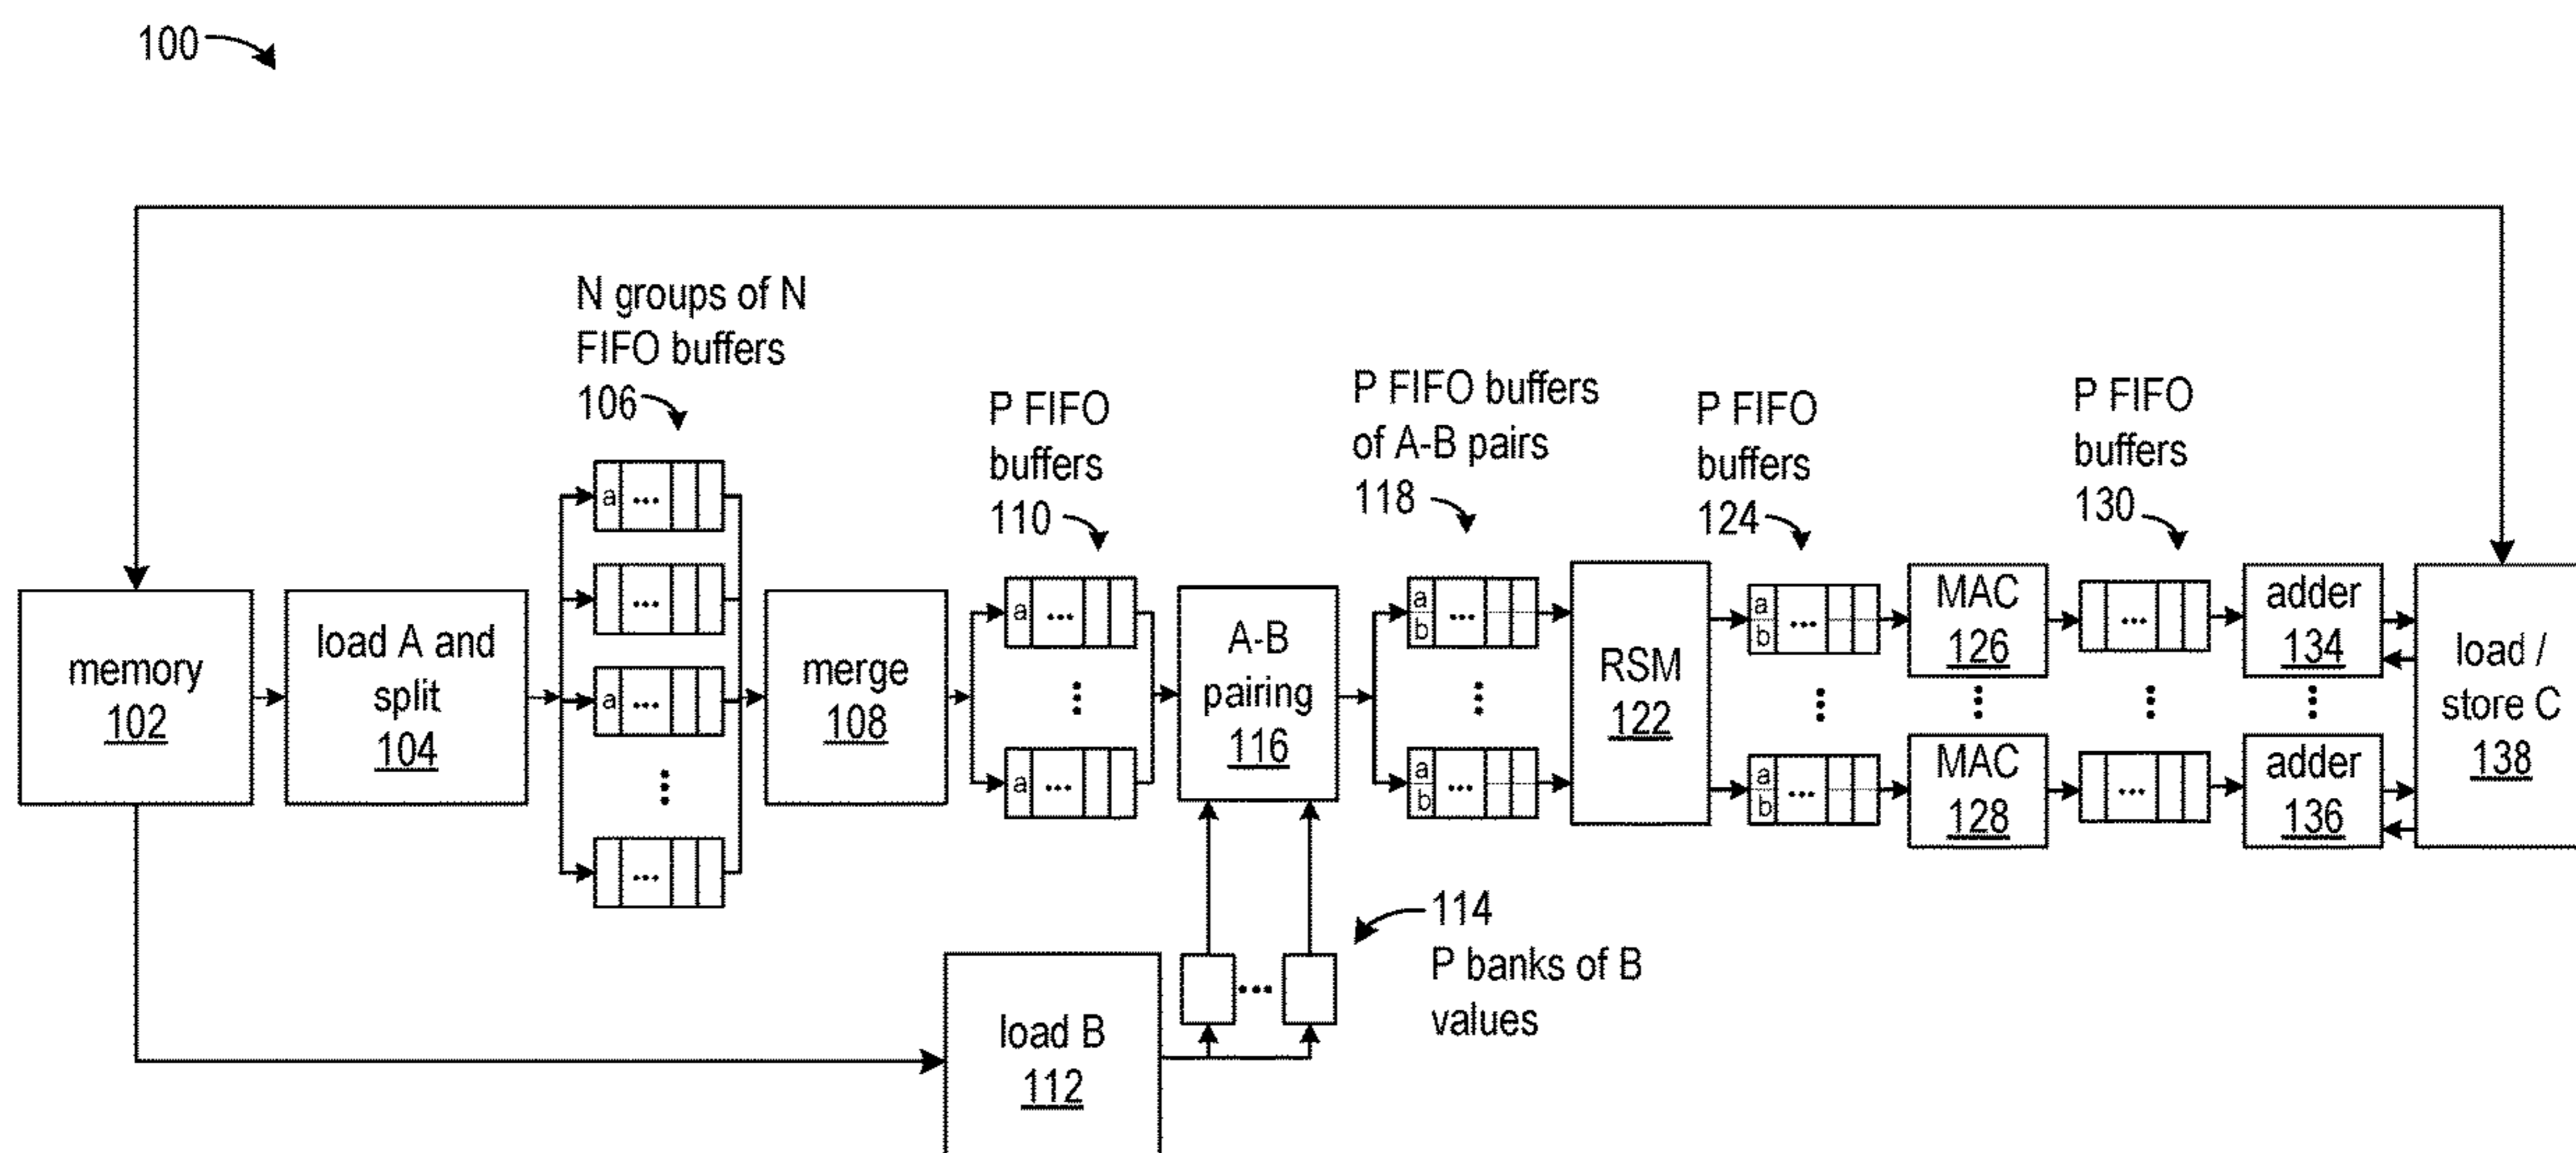 100
N groups of N
FIFO buffers
106
P FIFO
buffers
110
P FIFO buffers
of A-B pairs
118
P FIFO
buffers
124
P FIFO
buffers
130
memory
102
load A and
split
104
a ...
...
a ...
...
merge
108
a ...
a ...
A-B
pairing
116
a
b ...
a
b ...
RSM
122
a
b ...
a
b ...
MAC
126
MAC
128
...
...
adder
134
adder
136
load /
store C
138
load B
112
114
P banks of B
values